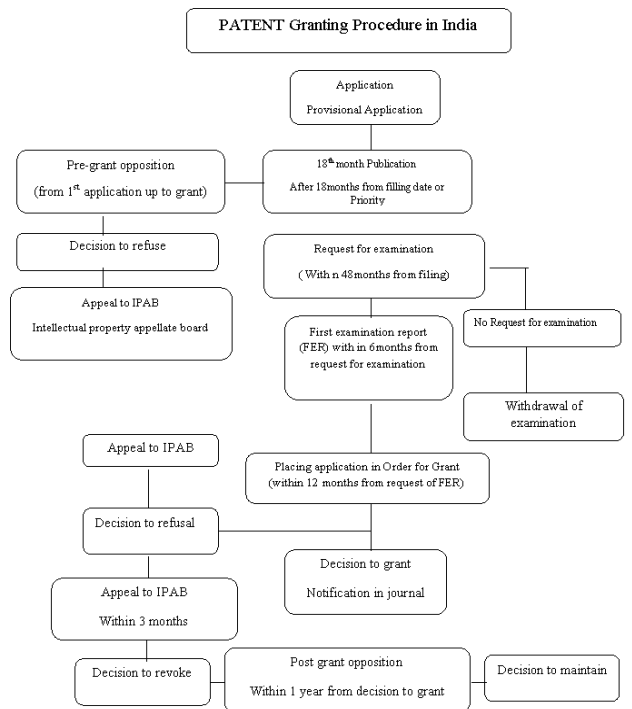 PATENT Granting Procedure in India
Application
Provisional Application
18th month Publication
After 18months from filling date or
Priority
Pre-grant opposition
(from 1st application up to grant)
Decision to refuse
Appeal to IPAB
Intellectual property appellate board
Request for examination
( With n 48months from filing)
No Request for examination
Withdrawal of
examination
First examination report
(FER) with in 6months from
request for examination
Placing application in Order for Grant
(within 12 months from request of FER)
Appeal to IPAB
Decision to refusal
Decision to grant
Notification in journal
Appeal to IPAB
Within 3 months
Decision to revoke
Post grant opposition
Within 1 year from decision to grant
Decision to maintain